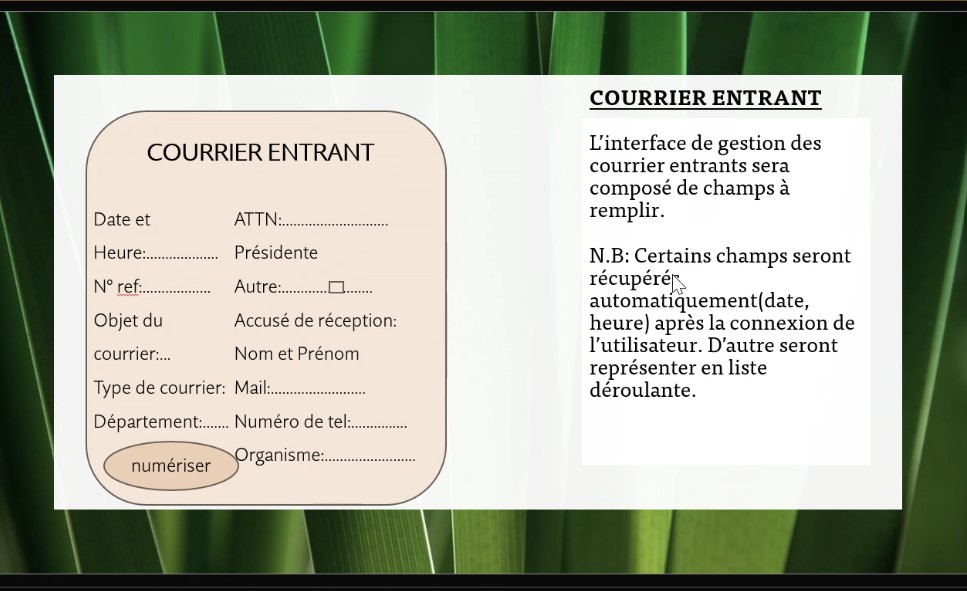 COURRIER ENTRANT
Date et
Heure:...................
N° ref:..................
Objet du
courrier:...
Type de courrier:
Département:.......
numériser
ATTN:............................
Présidente
Autre:....................
Accusé de réception:
Nom et Prénom
Mail:.........................
Numéro de tel:...............
Organisme:........................
COURRIER ENTRANT
L'interface de gestion des
courrier entrants sera
composé de champs à
remplir.
N.B: Certains champs seront
récupérér
automatiquement(date,
heure) après la connexion de
l'utilisateur. D'autre seront
représenter en liste
déroulante.